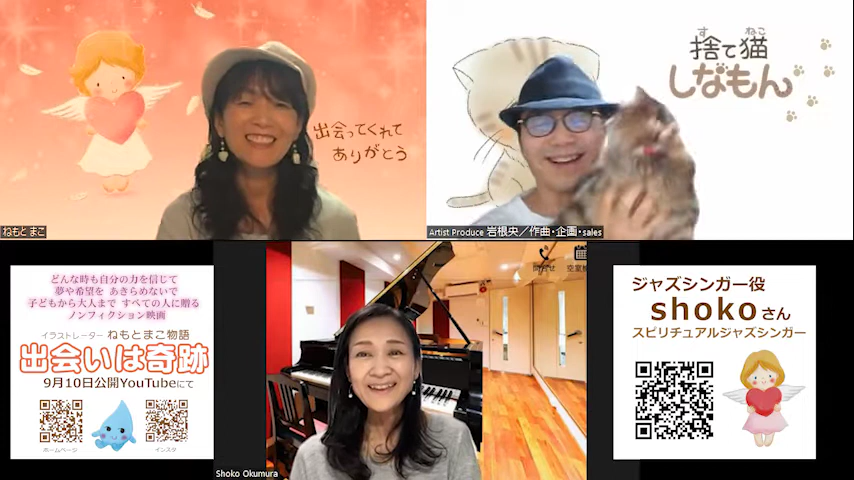 出会ってくれて
ありがとう
ねもと まこ
すねこ
捨て猫
しなもん
Artist Produce 岩根央／作曲・企画・sales
どんな時も自分の力を信じて
夢や希望を あきらめないで
子どもから大人まで すべての人に贈る
ノンフィクション映画
イラストレーター ねもとまこ物語
出会いは奇跡
9月10日公開YouTubeにて
ホームページ
インスタ
Shoko Okumura
ジャズシンガー役
shokoさん
スピリチュアルジャズシンガー